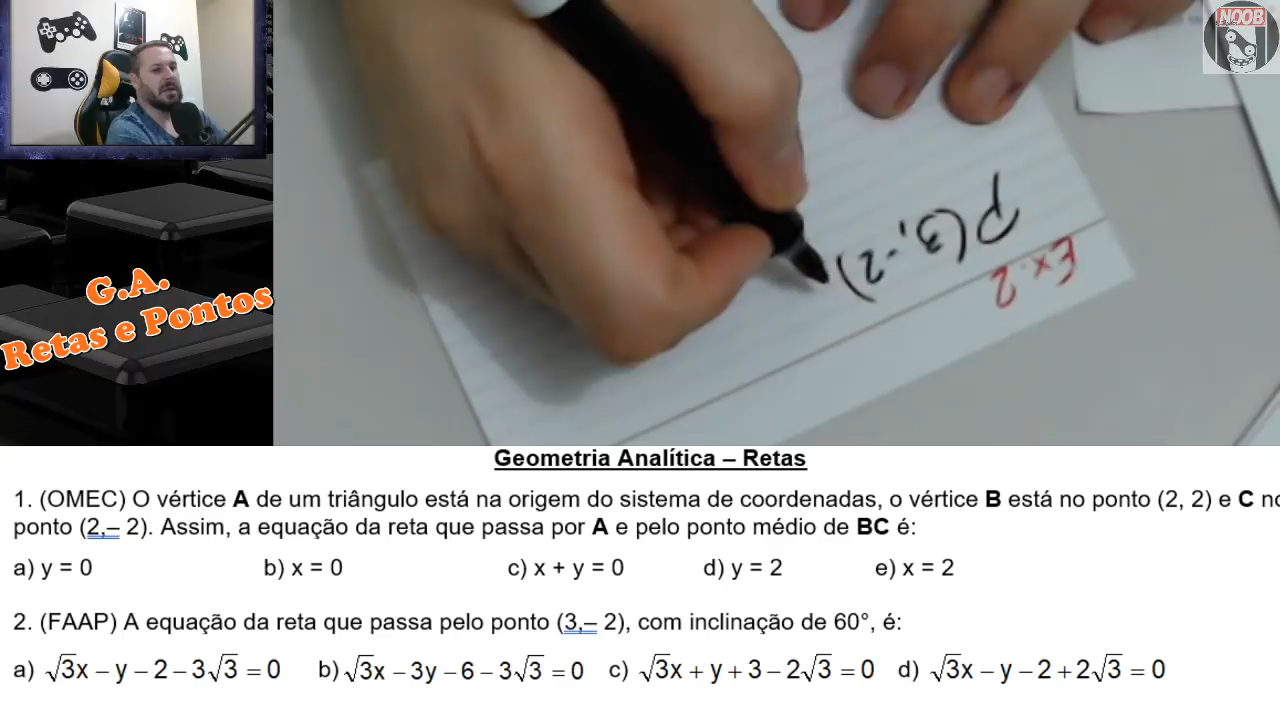 NOOB
Ex. 2
P(3, -2)
G.A.
Retas e Pontos
Geometria Analítica – Retas
1. (OMEC) O vértice A de um triângulo está na origem do sistema de coordenadas, o vértice B está no ponto (2, 2) e C no
ponto (2,– 2). Assim, a equação da reta que passa por A e pelo ponto médio de BC é:
a) y = 0 b) x = 0 c) x + y = 0 d) y = 2 e) x = 2
2. (FAAP) A equação da reta que passa pelo ponto (3,– 2), com inclinação de 60°, é:
a) √3x – y – 2 – 3√3 = 0 b) √3x – 3y – 6 – 3√3 = 0 c) √3x + y + 3 – 2√3 = 0 d) √3x – y – 2 + 2√3 = 0